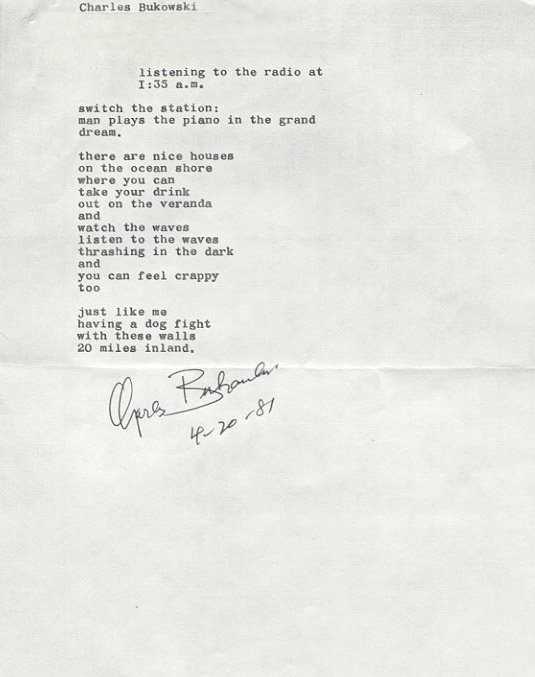 Charles Bukowski
listening to the radio at
I:35 a.m.
switch the station:
man plays the piano in the grand
dream.
there are nice houses
on the ocean shore
where you can
take your drink
out on the veranda
and
watch the waves
listen to the waves
thrashing in the dark
and
you can feel crappy
too
just like me
having a dog fight
with these walls
20 miles inland.
Charles Bukowski
4-20-81